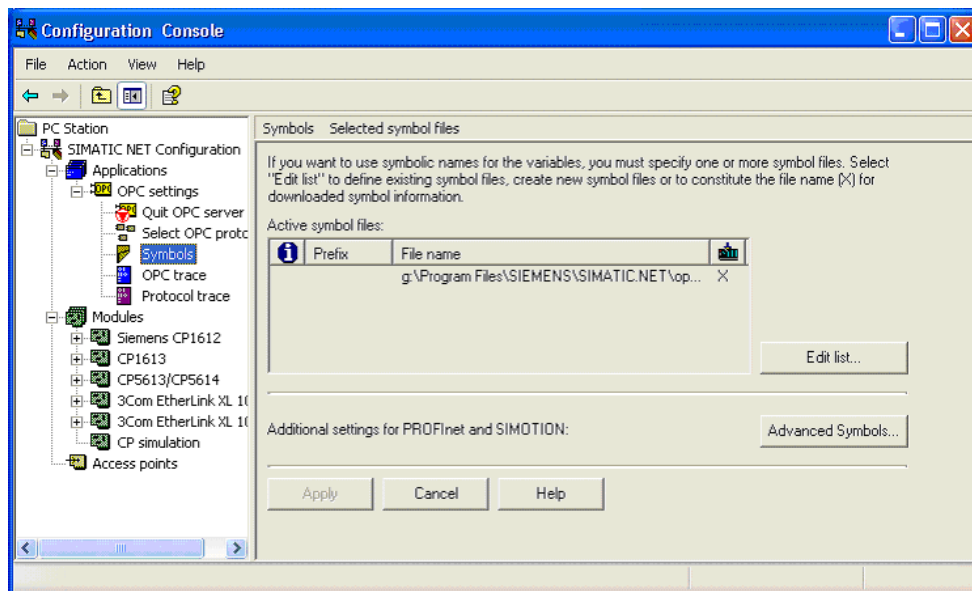 Configuration Console
File Action View Help
PC Station
SIMATIC NET Configuration
Applications
OPC settings
Quit OPC server
Select OPC protc
Symbols
OPC trace
Protocol trace
Modules
Siemens CP1612
CP1613
CP5613/CP5614
3Com EtherLink XL 10
3Com EtherLink XL 10
CP simulation
Access points
Symbols Selected symbol files
If you want to use symbolic names for the variables, you must specify one or more symbol files. Select
"Edit list" to define existing symbol files, create new symbol files or to constitute the file name (X) for
downloaded symbol information.
Active symbol files:
Prefix File name
g:\Program Files\SIEMENS\SIMATIC.NET\op... X
Edit list...
Additional settings for PROFInet and SIMOTION:
Advanced Symbols...
Apply Cancel Help